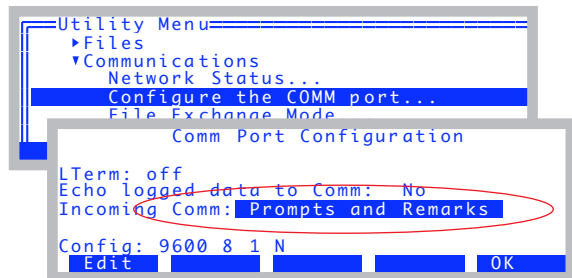 Utility Menu
Files
Communications
Network Status...
Configure the COMM port...
File Exchange Mode
Comm Port Configuration
LTerm: off
Echo logged data to Comm: No
Incoming Comm: Prompts and Remarks
Config: 9600 8 1 N
Edit OK